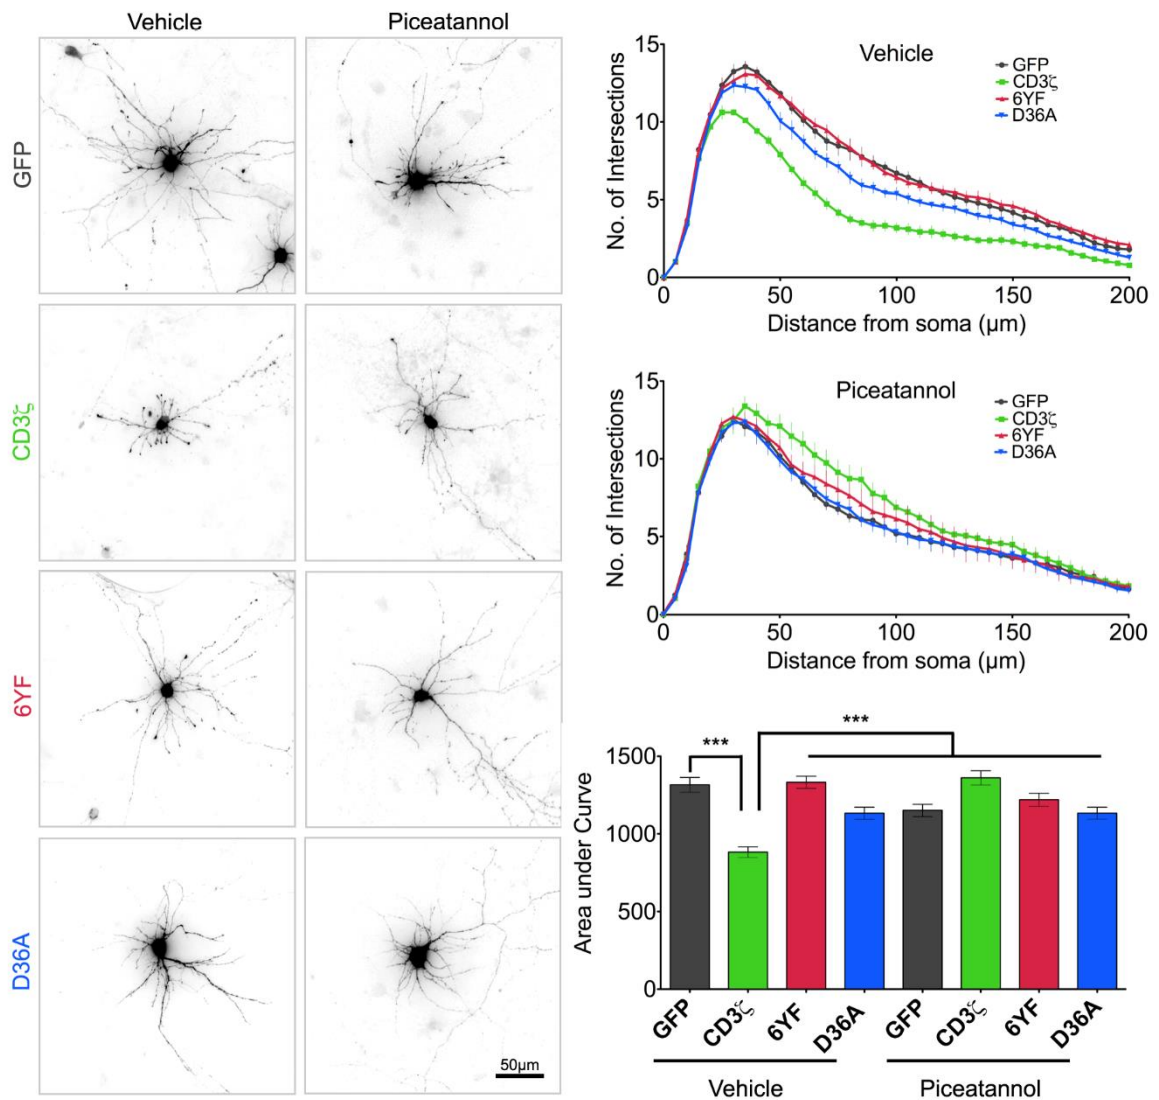 Vehicle
Piceatannol
GFP
CD3ζ
6YF
D36A
50µm
Vehicle
GFP
CD3ζ
6YF
D36A
No. of Intersections
15
10
5
0
0
50
100
150
200
Distance from soma (µm)
Piceatannol
GFP
CD3ζ
6YF
D36A
No. of Intersections
15
10
5
0
0
50
100
150
200
Distance from soma (µm)
***
***
Area under Curve
1500
1000
500
0
GFP
CD3ζ
6YF
D36A
GFP
CD3ζ
6YF
D36A
Vehicle
Piceatannol